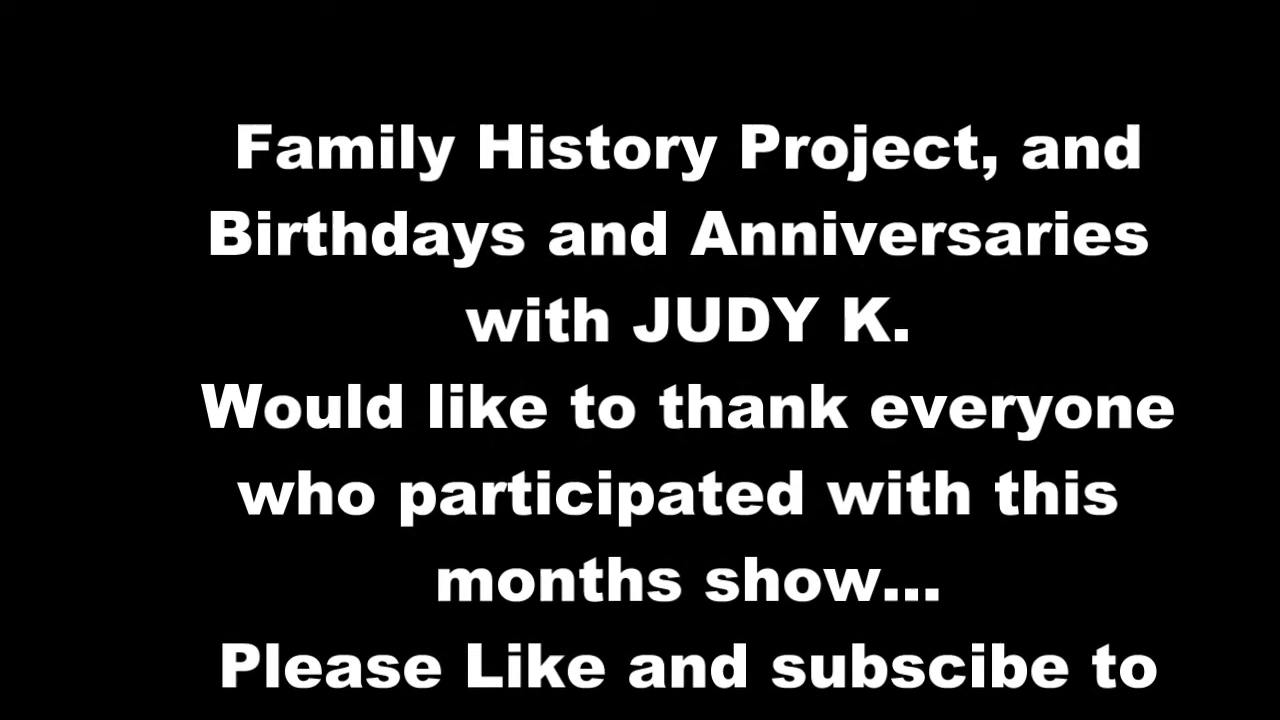 Family History Project, and
Birthdays and Anniversaries
with JUDY K.
Would like to thank everyone
who participated with this
months show...
Please Like and subscibe to